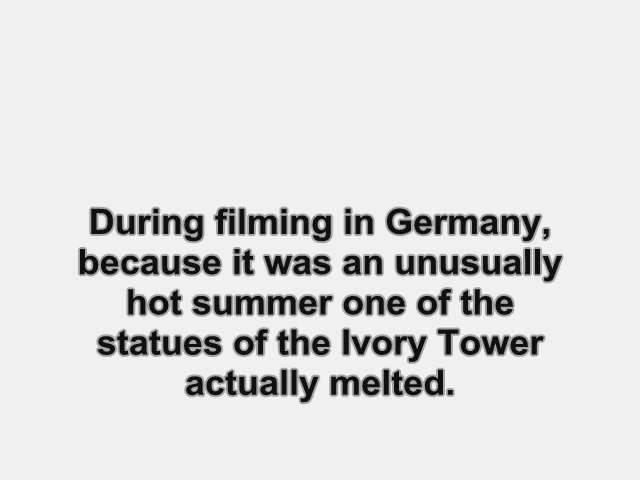 During filming in Germany,
because it was an unusually
hot summer one of the
statues of the Ivory Tower
actually melted.